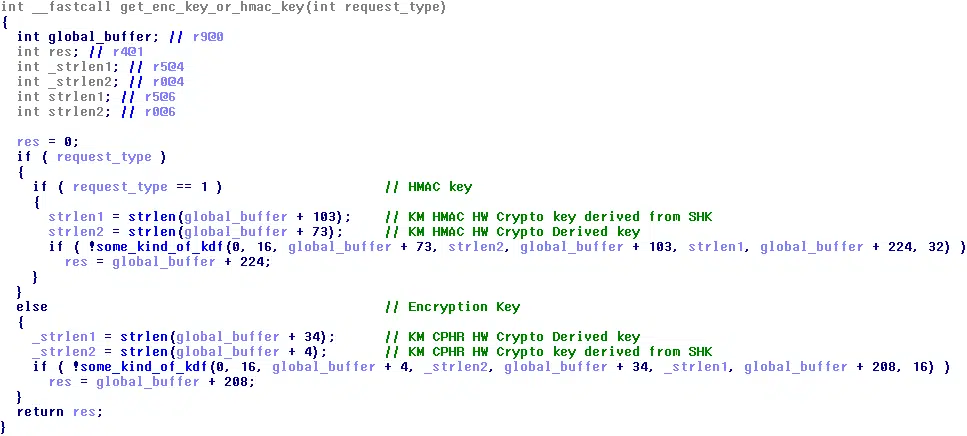 int __fastcall get_enc_key_or_hmac_key(int request_type)
{
  int global_buffer; // r9@0
  int res; // r4@1
  int _strlen1; // r5@4
  int _strlen2; // r0@4
  int strlen1; // r5@6
  int strlen2; // r0@6

  res = 0;
  if ( request_type )
  {
    if ( request_type == 1 )                    // HMAC key
    {
      strlen1 = strlen(global_buffer + 103);    // KM HMAC HW Crypto key derived from SHK
      strlen2 = strlen(global_buffer + 73);     // KM HMAC HW Crypto Derived key
      if ( !some_kind_of_kdf(0, 16, global_buffer + 73, strlen2, global_buffer + 103, strlen1, global_buffer + 224, 32) )
        res = global_buffer + 224;
    }
  }
  else                                          // Encryption Key
  {
    _strlen1 = strlen(global_buffer + 34);      // KM CPHR HW Crypto Derived key
    _strlen2 = strlen(global_buffer + 4);       // KM CPHR HW Crypto key derived from SHK
    if ( !some_kind_of_kdf(0, 16, global_buffer + 4, _strlen2, global_buffer + 34, _strlen1, global_buffer + 208, 16) )
      res = global_buffer + 208;
  }
  return res;
}